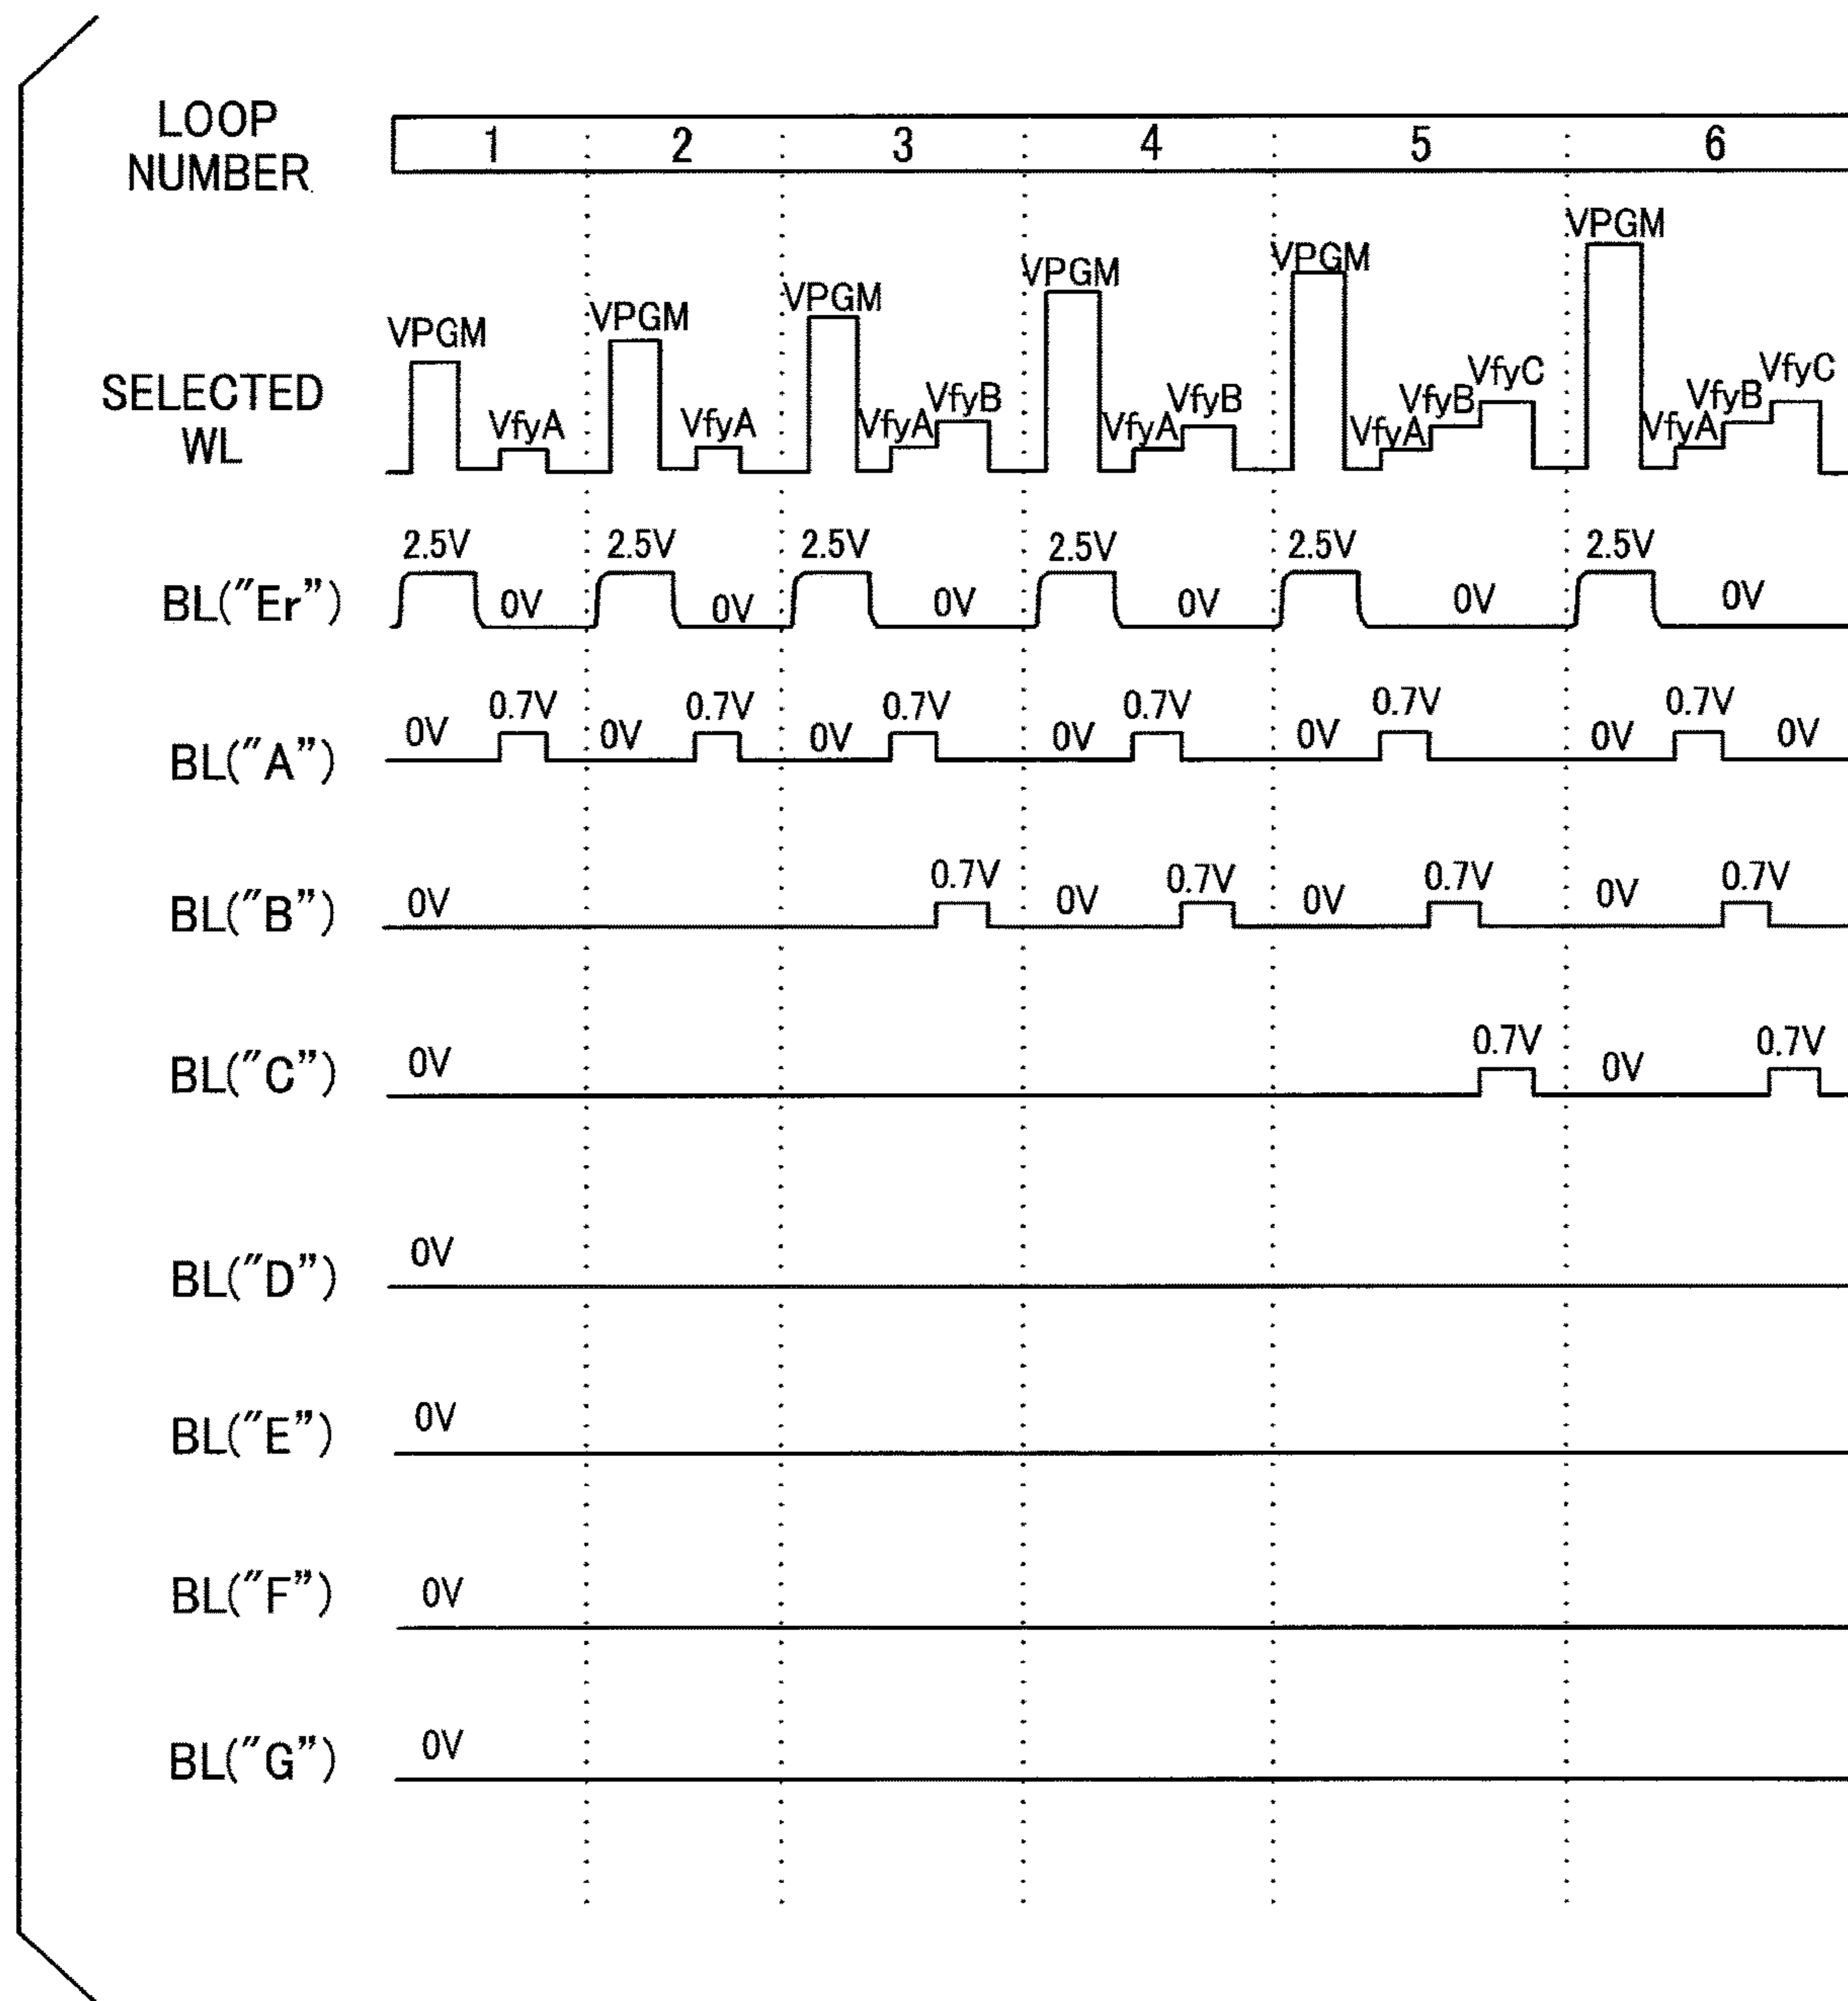 LOOP
NUMBER
1 2 3 4 5 6
SELECTED
WL
VPGM VfyA VPGM VfyA VPGM VfyA VfyB VPGM VfyA VfyB VPGM VfyA VfyB VfyC VPGM VfyA VfyB VfyC
BL("Er") 2.5V 0V 2.5V 0V 2.5V 0V 2.5V 0V 2.5V 0V 2.5V 0V
BL("A") 0V 0.7V 0V 0.7V 0V 0.7V 0V 0.7V 0V 0.7V 0V 0.7V 0V
BL("B") 0V 0.7V 0V 0.7V 0V 0.7V 0V 0.7V
BL("C") 0V 0.7V 0V 0.7V
BL("D") 0V
BL("E") 0V
BL("F") 0V
BL("G") 0V